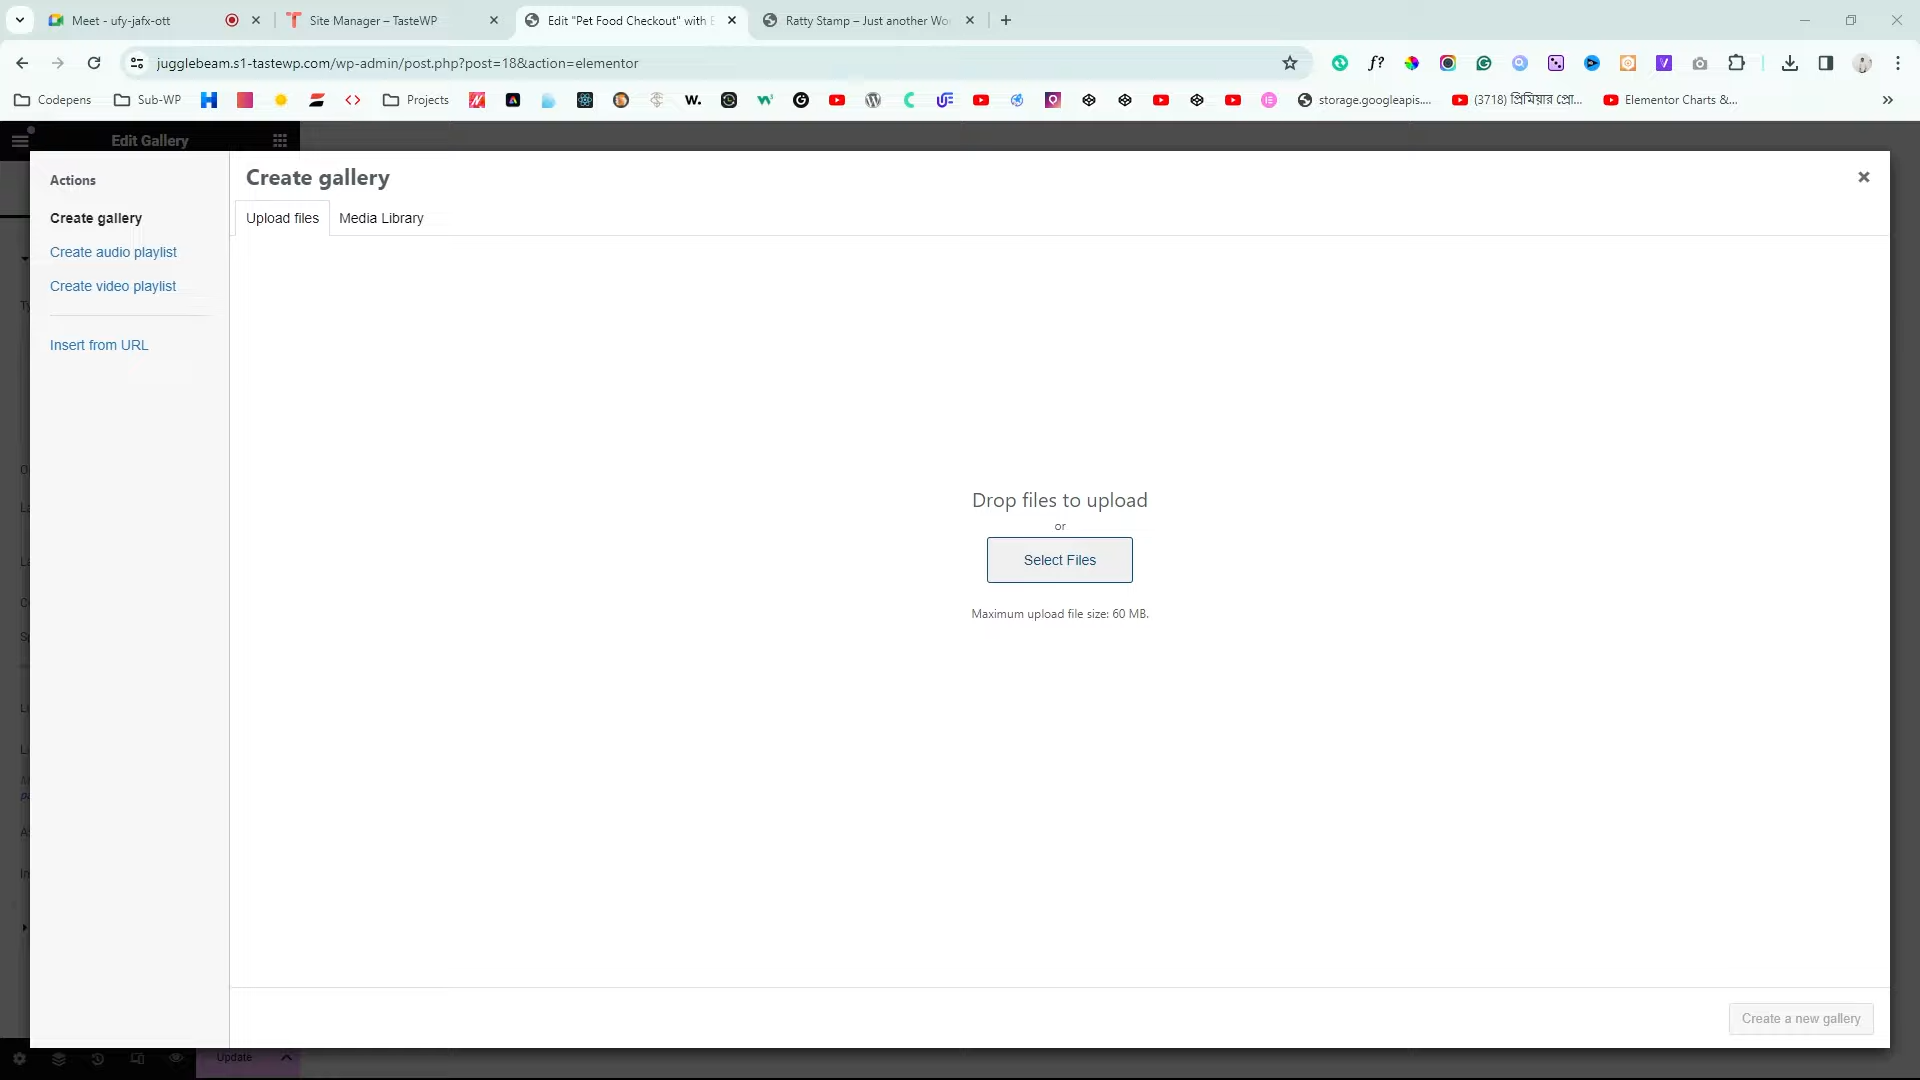 Meet - ufy-jafx-ott
Site Manager – TasteWP
Edit "Pet Food Checkout" with E
Ratty Stamp – Just another Wo
jugglebeam.s1-tastewp.com/wp-admin/post.php?post=18&action=elementor
Codepens
Sub-WP
Projects
storage.googleapis....
(3718) প্রিমিয়ার প্রো...
Elementor Charts &...
Edit Gallery
Actions
Create gallery
Create audio playlist
Create video playlist
Insert from URL
Create gallery
Upload files
Media Library
Drop files to upload
or
Select Files
Maximum upload file size: 60 MB.
Create a new gallery
Update